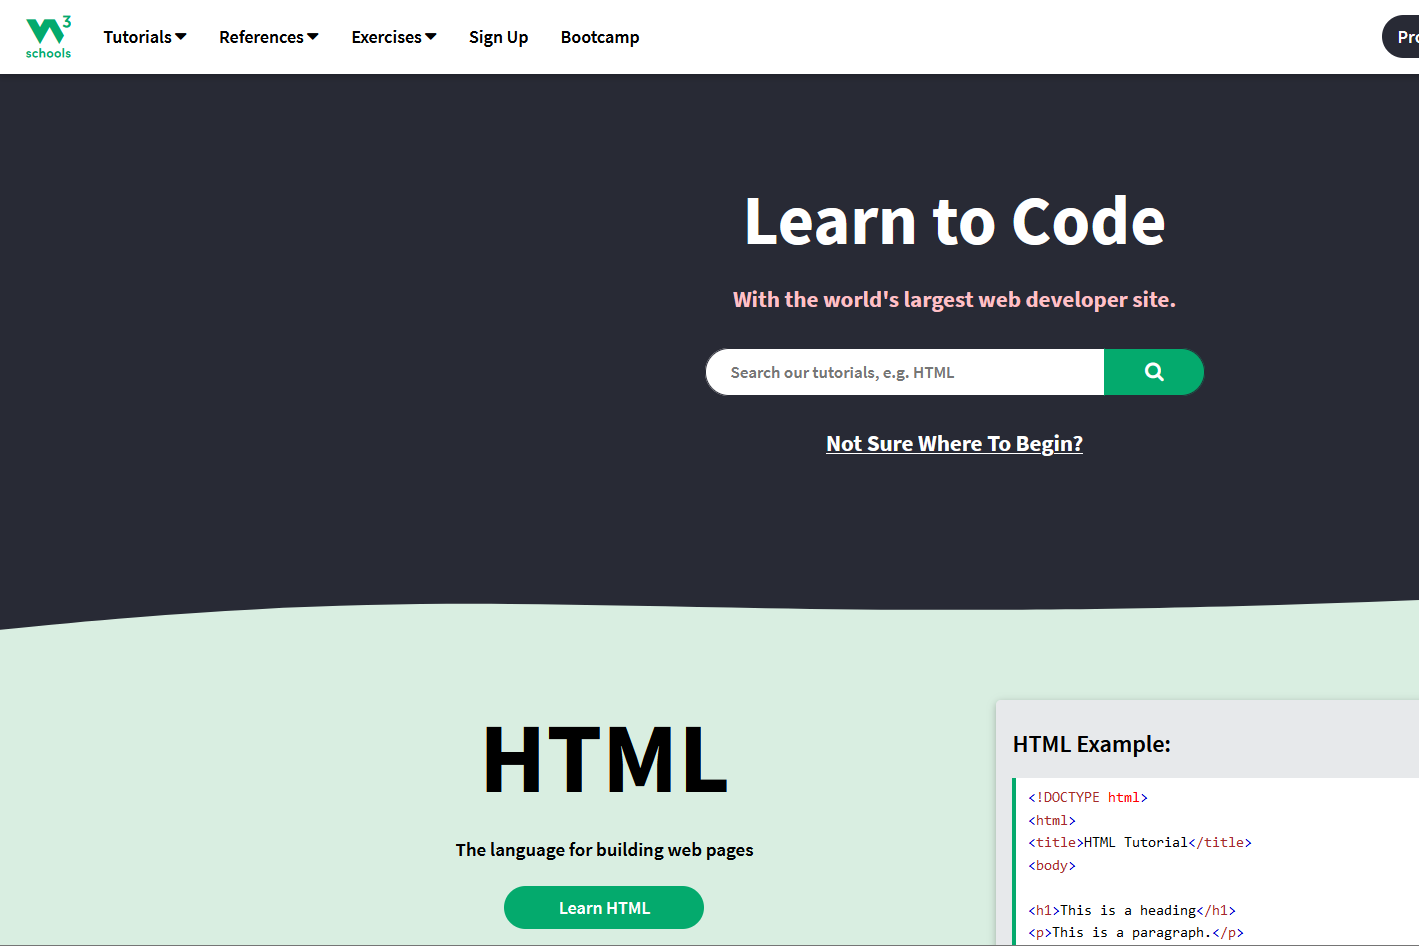 3
schools
Tutorials
References
Exercises
Sign Up
Bootcamp
Learn to Code
With the world's largest web developer site.
Search our tutorials, e.g. HTML
Not Sure Where To Begin?
HTML
The language for building web pages
Learn HTML
HTML Example:
<!DOCTYPE html>
<html>
<title>HTML Tutorial</title>
<body>
<h1>This is a heading</h1>
<p>This is a paragraph.</p>